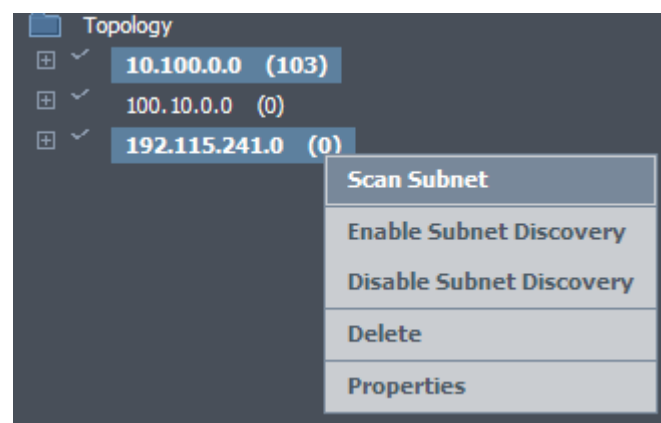 Topology
10.100.0.0 (103)
100.10.0.0 (0)
192.115.241.0 (0)
Scan Subnet
Enable Subnet Discovery
Disable Subnet Discovery
Delete
Properties